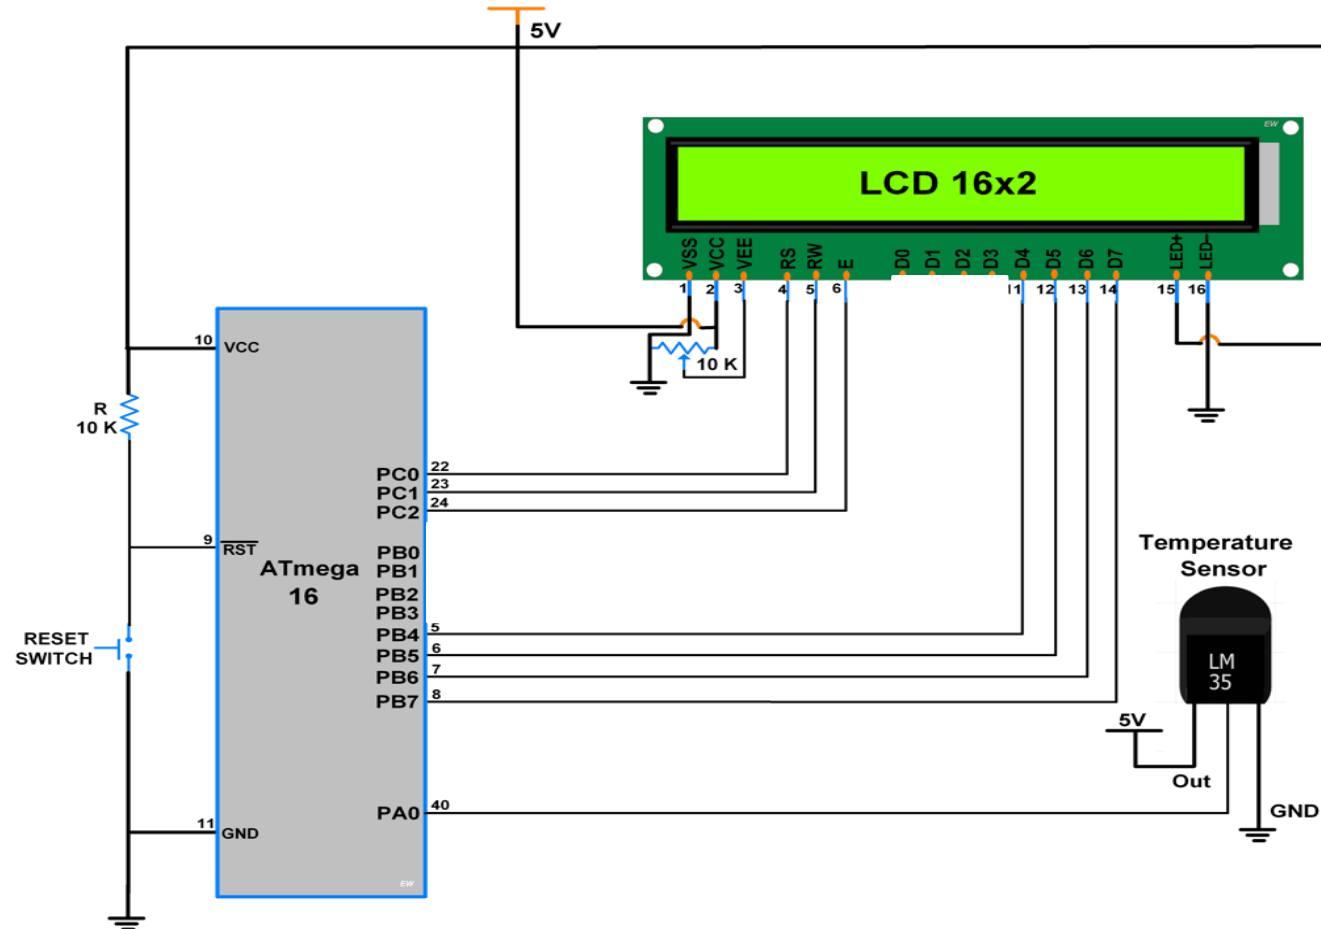 5V
EW
LCD 16x2
VSS
VCC
VEE
RS
RW
E
D0
D1
D2
D3
D4
D5
D6
D7
LED+
LED-
1
2
3
4
5
6
11
12
13
14
15
16
10 K
10
VCC
R
10 K
PC0
22
PC1
23
PC2
24
9
RST
ATmega
16
PB0
PB1
PB2
PB3
PB4
5
PB5
6
PB6
7
PB7
8
RESET
SWITCH
Temperature
Sensor
LM
35
5V
Out
GND
PA0
40
11
GND
EW